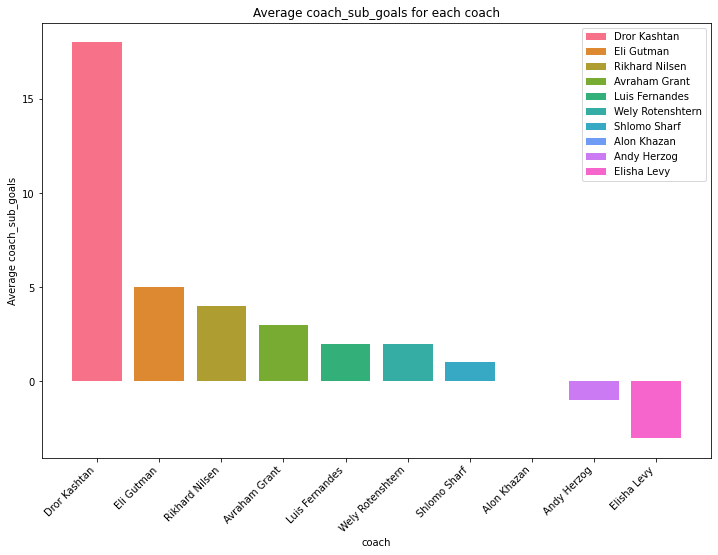 Average coach_sub_goals for each coach
Dror Kashtan
Eli Gutman
Rikhard Nilsen
Avraham Grant
Luis Fernandes
Wely Rotenshtern
Shlomo Sharf
Alon Khazan
Andy Herzog
Elisha Levy
15
10
5
0
Average coach_sub_goals
Dror Kashtan
Eli Gutman
Rikhard Nilsen
Avraham Grant
Luis Fernandes
Wely Rotenshtern
Shlomo Sharf
Alon Khazan
Andy Herzog
Elisha Levy
coach